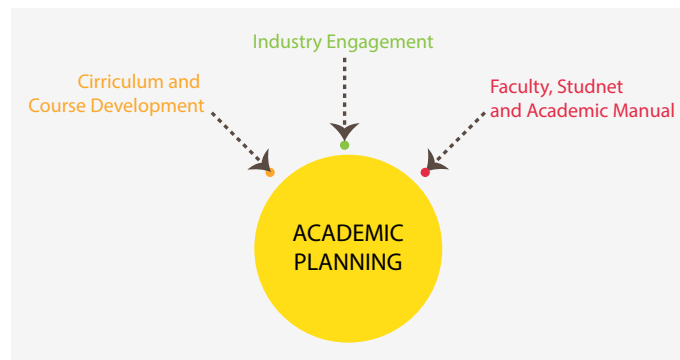 Industry Engagement
Cirriculum and
Course Development
Faculty, Studnet
and Academic Manual
ACADEMIC
PLANNING